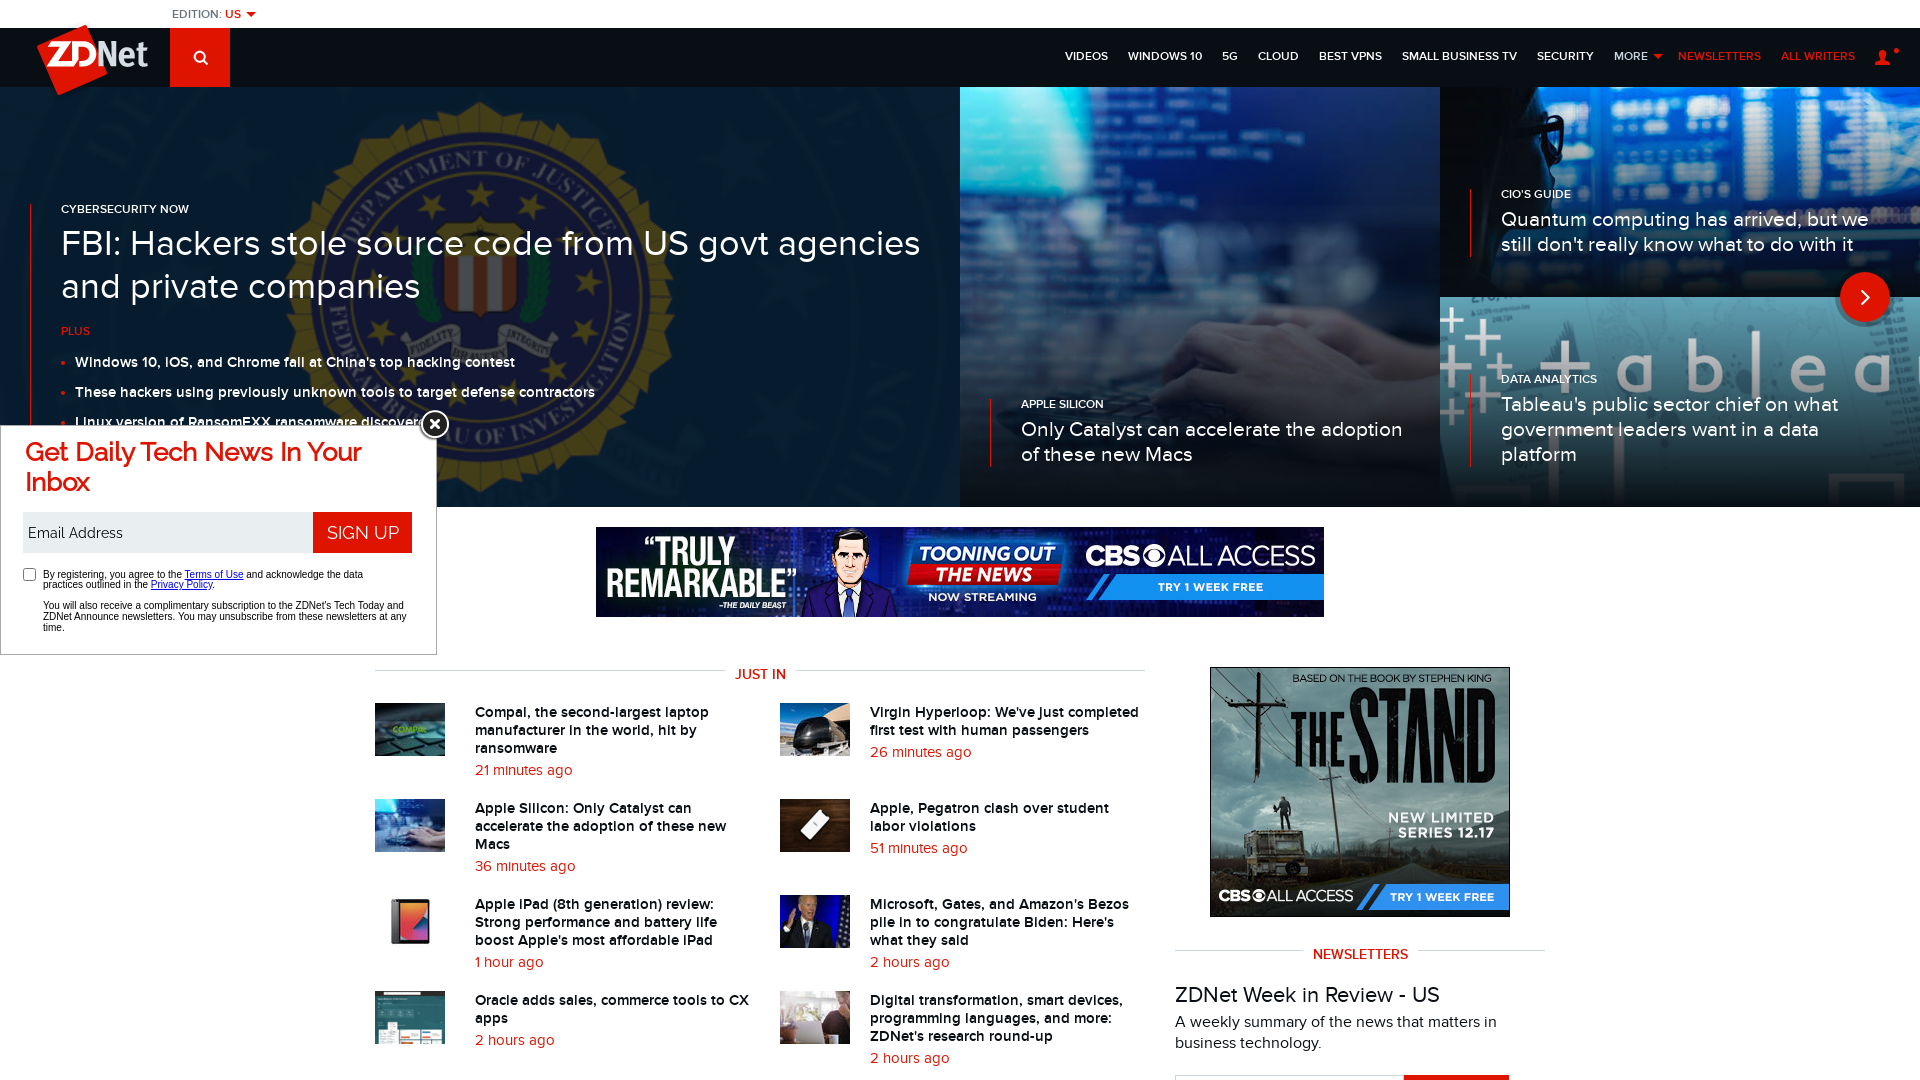 EDITION: US
ZDNet
VIDEOS WINDOWS 10 5G CLOUD BEST VPNS SMALL BUSINESS TV SECURITY MORE NEWSLETTERS ALL WRITERS
CYBERSECURITY NOW
FBI: Hackers stole source code from US govt agencies
and private companies
PLUS
Windows 10, iOS, and Chrome fall at China's top hacking contest
These hackers using previously unknown tools to target defense contractors
Linux version of RansomEXX ransomware discover
DEPARTMENT OF JUSTICE
FEDERAL BUREAU OF INVESTIGATION
FIDELITY BRAVERY INTEGRITY
APPLE SILICON
Only Catalyst can accelerate the adoption
of these new Macs
CIO'S GUIDE
Quantum computing has arrived, but we
still don't really know what to do with it
+ a b l e a
DATA ANALYTICS
Tableau's public sector chief on what
government leaders want in a data
platform
Get Daily Tech News In Your
Inbox
Email Address
SIGN UP
By registering, you agree to the Terms of Use and acknowledge the data
practices outlined in the Privacy Policy.
You will also receive a complimentary subscription to the ZDNet's Tech Today and
ZDNet Announce newsletters. You may unsubscribe from these newsletters at any
time.
"TRULY
REMARKABLE"
–THE DAILY BEAST
TOONING OUT
THE NEWS
NOW STREAMING
CBS ALL ACCESS
TRY 1 WEEK FREE
JUST IN
COMPAL
Compal, the second-largest laptop
manufacturer in the world, hit by
ransomware
21 minutes ago
Virgin Hyperloop: We've just completed
first test with human passengers
26 minutes ago
Apple Silicon: Only Catalyst can
accelerate the adoption of these new
Macs
36 minutes ago
Apple, Pegatron clash over student
labor violations
51 minutes ago
Apple iPad (8th generation) review:
Strong performance and battery life
boost Apple's most affordable iPad
1 hour ago
Microsoft, Gates, and Amazon's Bezos
pile in to congratulate Biden: Here's
what they said
2 hours ago
Oracle adds sales, commerce tools to CX
apps
2 hours ago
Digital transformation, smart devices,
programming languages, and more:
ZDNet's research round-up
2 hours ago
BASED ON THE BOOK BY STEPHEN KING
THE STAND
NEW LIMITED
SERIES 12.17
CBS ALL ACCESS
TRY 1 WEEK FREE
NEWSLETTERS
ZDNet Week in Review - US
A weekly summary of the news that matters in
business technology.